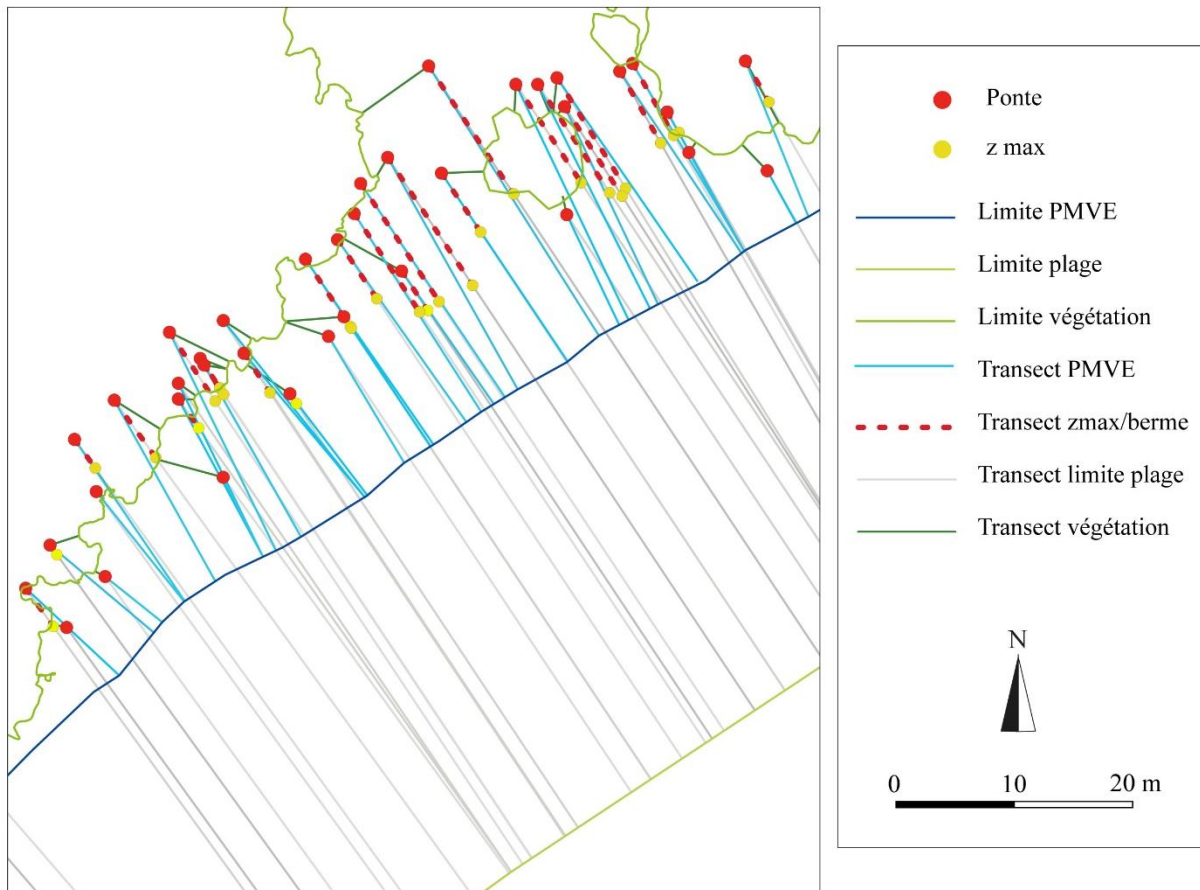 Ponte
z max
Limite PMVE
Limite plage
Limite végétation
Transect PMVE
Transect zmax/berme
Transect limite plage
Transect végétation
N
0 10 20 m